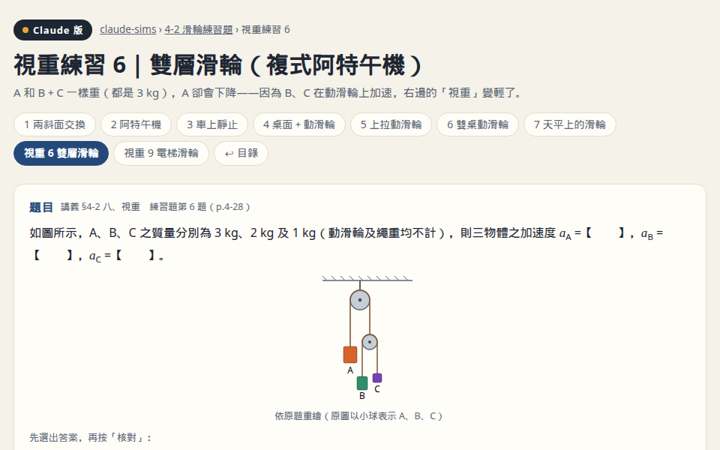 Claude 版 claude-sims › 4-2 滑輪練習題 › 視重練習 6
視重練習 6｜雙層滑輪（複式阿特午機）
A 和 B + C 一樣重（都是 3 kg），A 卻會下降——因為 B、C 在動滑輪上加速，右邊的「視重」變輕了。
1 兩斜面交換 2 阿特午機 3 車上靜止 4 桌面 + 動滑輪 5 上拉動滑輪 6 雙桌動滑輪 7 天平上的滑輪
視重 6 雙層滑輪 視重 9 電梯滑輪 ↩ 目錄
題目 講義 §4-2 八、視重 練習題第 6 題（p.4-28）
如圖所示，A、B、C 之質量分別為 3 kg、2 kg 及 1 kg（動滑輪及繩重均不計），則三物體之加速度 aA =【　　】，aB =
【　　】，aC =【　　】。
A
C
B
依原題重繪（原圖以小球表示 A、B、C）
先選出答案，再按「核對」：